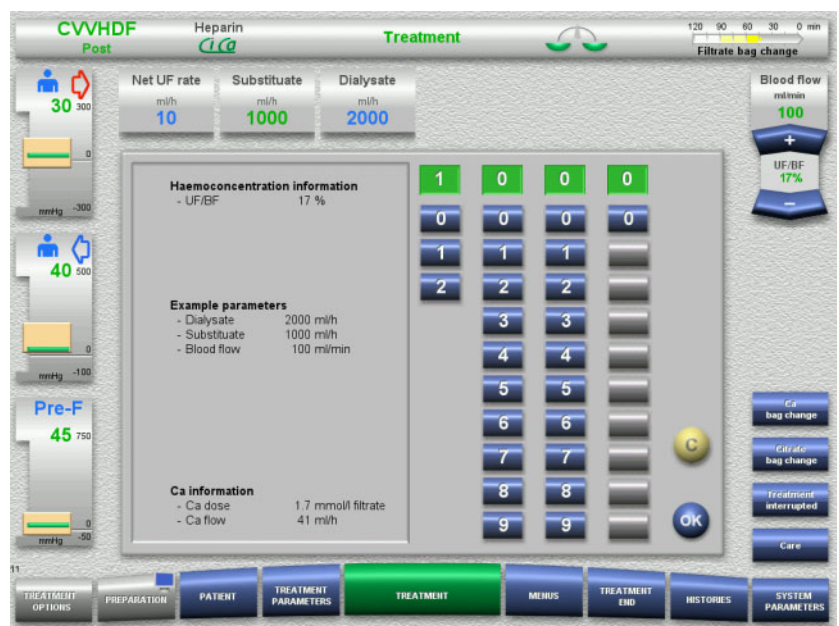 CVVHDF
Post
Heparin
CiCa
Treatment
120 90 60 30 0 min
Filtrate bag change
30 300
0
mmHg -300
40 500
0
mmHg -100
Pre-F
45 750
0
mmHg -50
Net UF rate
ml/h
10
Substituate
ml/h
1000
Dialysate
ml/h
2000
Blood flow
ml/min
100
+
UF/BF
17%
−
Haemoconcentration information
- UF/BF 17 %
Example parameters
- Dialysate 2000 ml/h
- Substituate 1000 ml/h
- Blood flow 100 ml/min
Ca information
- Ca dose 1.7 mmol/l filtrate
- Ca flow 41 ml/h
1 0 0 0
0 0 0 0
1 1 1
2 2 2
3 3
4 4
5 5
6 6
7 7
8 8
9 9
C
OK
Ca
bag change
Citrate
bag change
Treatment
interrupted
Care
11
TREATMENT
OPTIONS
PREPARATION
PATIENT
TREATMENT
PARAMETERS
TREATMENT
MENUS
TREATMENT
END
HISTORIES
SYSTEM
PARAMETERS